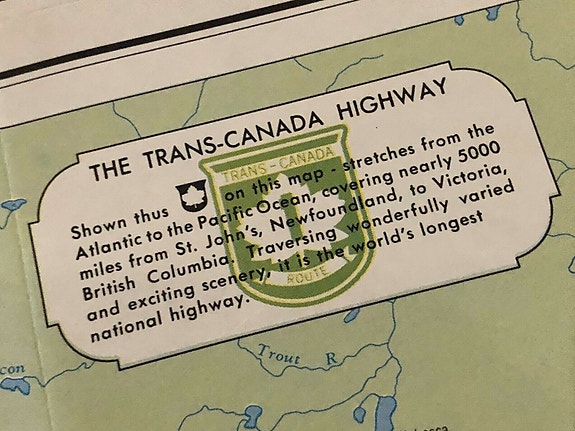 THE TRANS-CANADA HIGHWAY
Shown thus on this map - stretches from the
Atlantic to the Pacific Ocean, covering nearly 5000
miles from St. John's, Newfoundland, to Victoria,
British Columbia. Traversing wonderfully varied
and exciting scenery, it is the world's longest
national highway.
TRANS-CANADA
ROUTE
con
Trout R